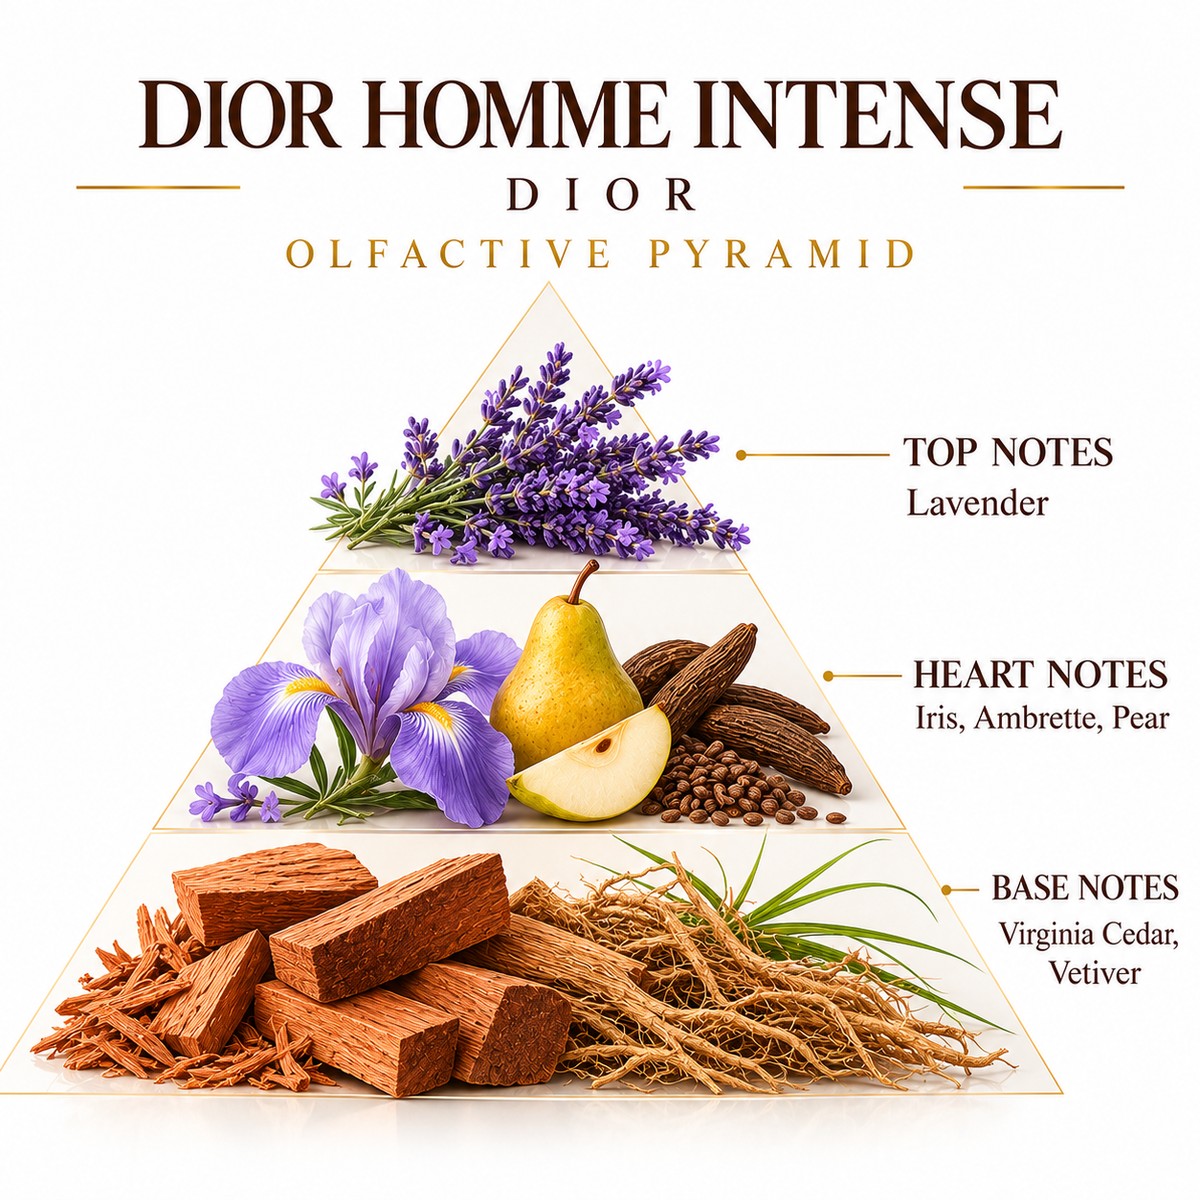 DIOR HOMME INTENSE
DIOR
OLFACTIVE PYRAMID
TOP NOTES
Lavender
HEART NOTES
Iris, Ambrette, Pear
BASE NOTES
Virginia Cedar,
Vetiver